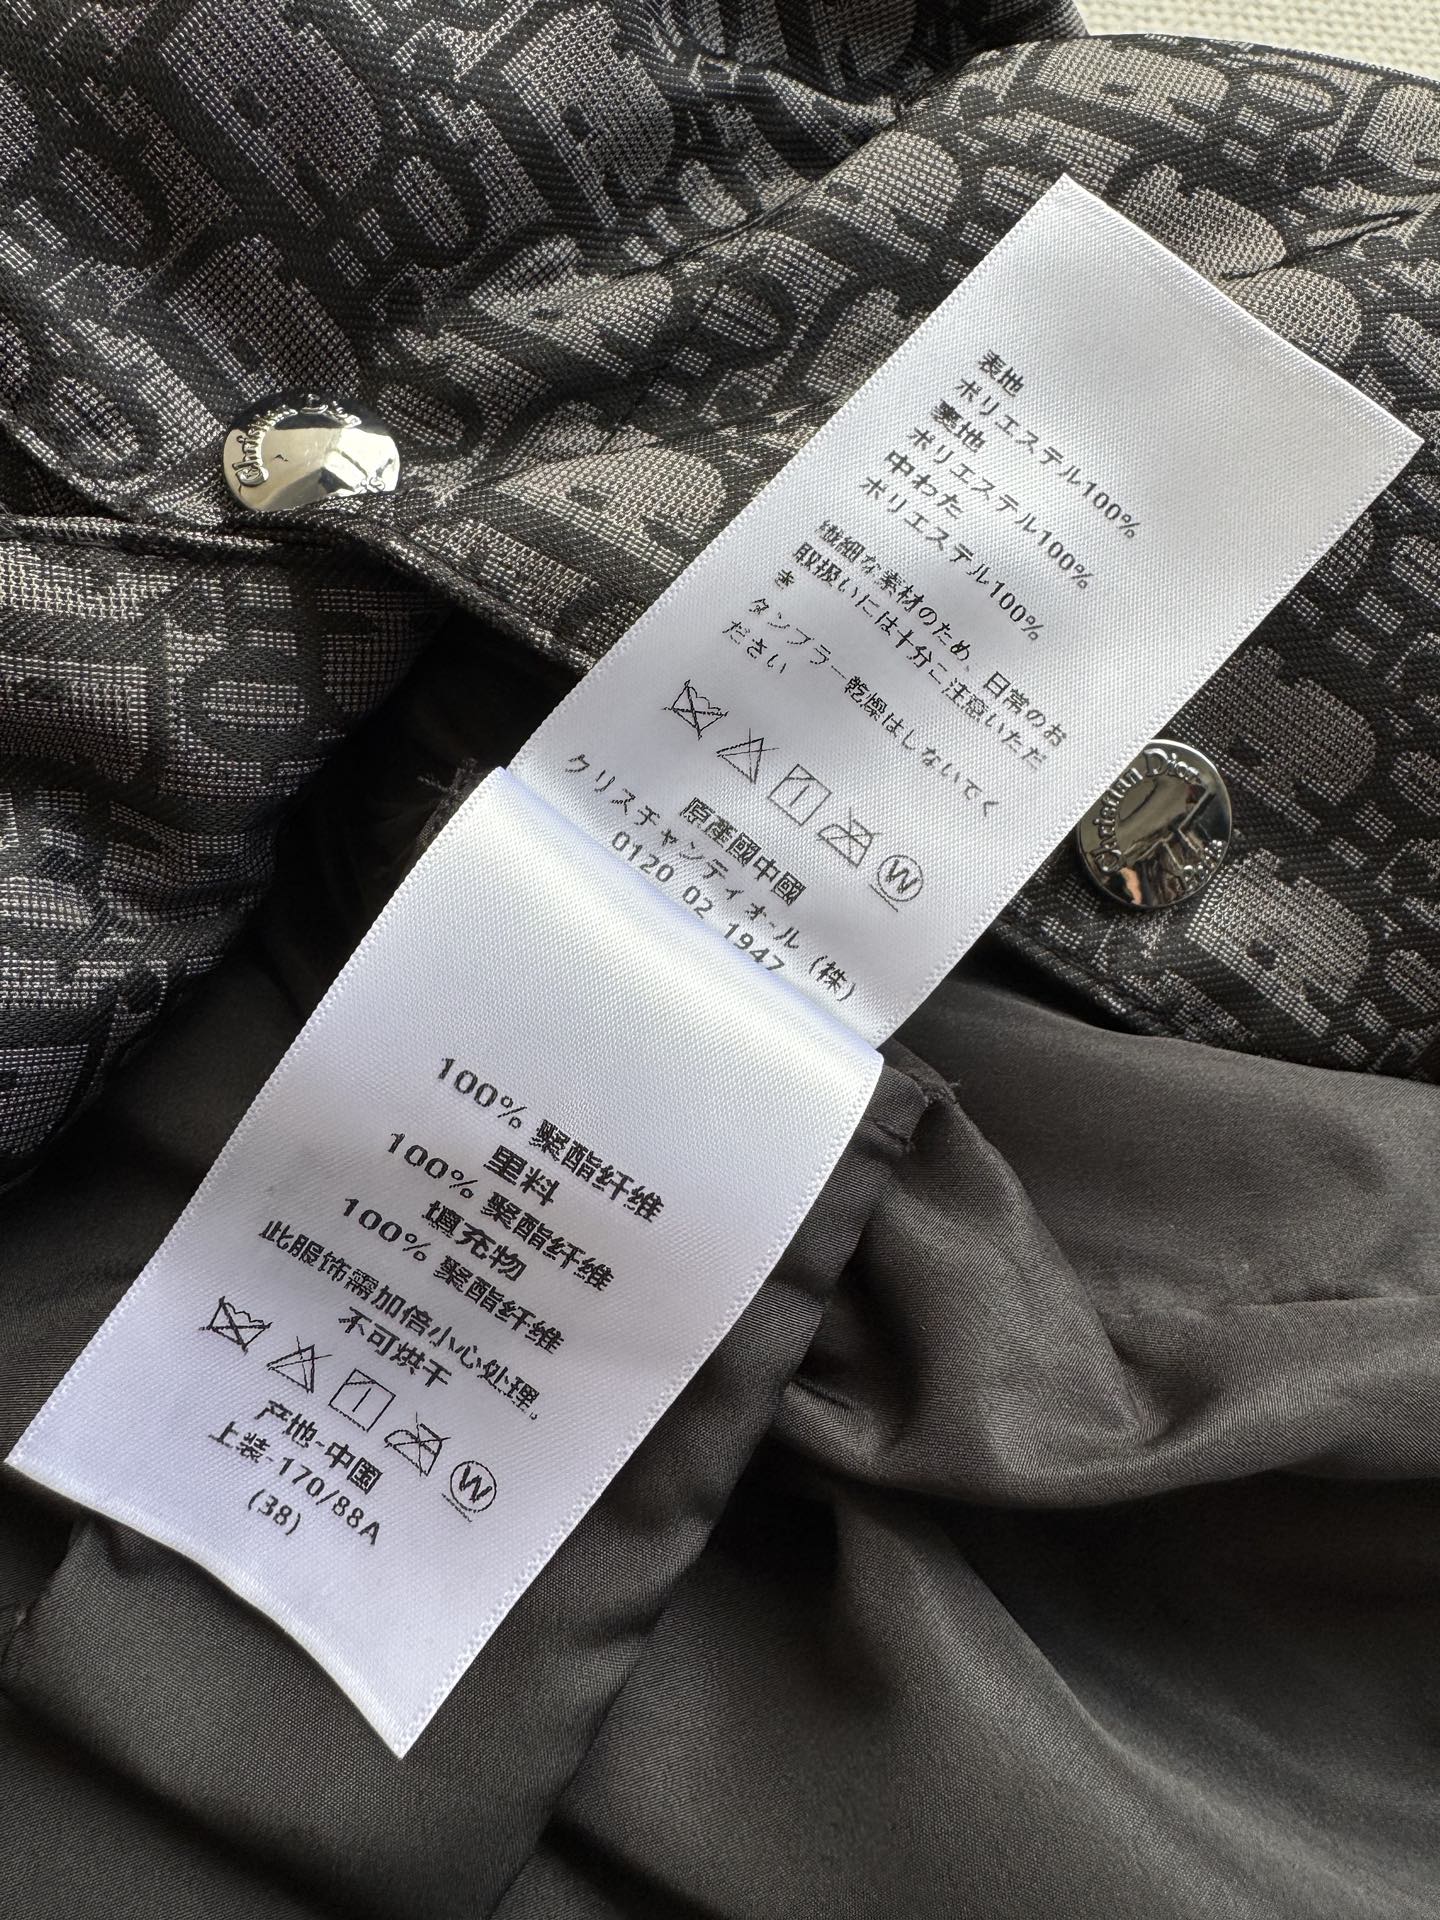 表地
ポリエステル100%
裏地
ポリエステル100%
中わた
ポリエステル100%
繊細な素材のため、日常のお
取扱いには十分ご注意いただ
き
タンブラー乾燥はしないでく
ださい
W
原產國中國
クリスチャンディオール (株)
0120 02 1947
100% 聚酯纤维
里料
100% 聚酯纤维
填充物
100% 聚酯纤维
此服饰需加倍小心处理。
不可烘干
W
产地-中国
上装-170/88A
(38)
Christian Dior
Christian Dior